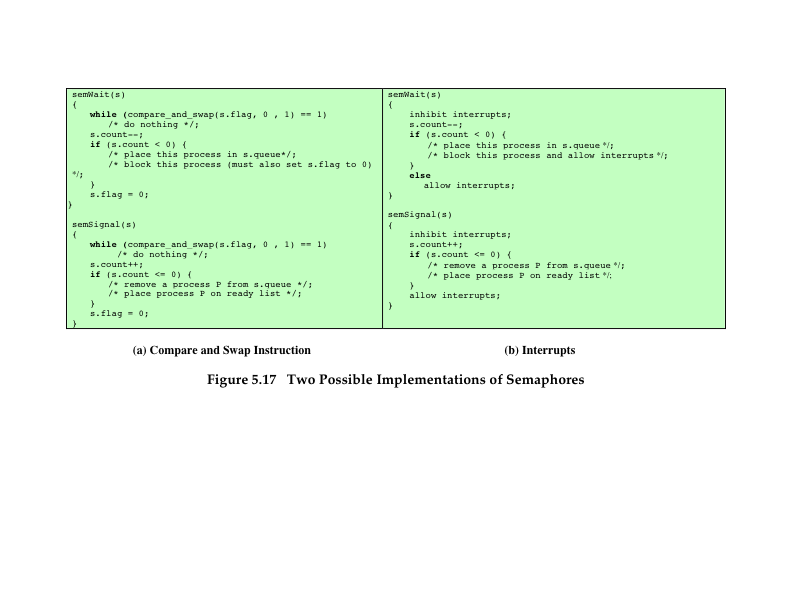 semWait(s)
{
while (compare_and_swap(s.flag, 0 , 1) == 1)
/* do nothing */;
s.count--;
if (s.count < 0) {
/* place this process in s.queue*/;
/* block this process (must also set s.flag to 0)
*/;
}
s.flag = 0;
}
semSignal(s)
{
while (compare_and_swap(s.flag, 0 , 1) == 1)
/* do nothing */;
s.count++;
if (s.count <= 0) {
/* remove a process P from s.queue */;
/* place process P on ready list */;
}
s.flag = 0;
}
semWait(s)
{
inhibit interrupts;
s.count--;
if (s.count < 0) {
/* place this process in s.queue */;
/* block this process and allow interrupts */;
}
else
allow interrupts;
}
semSignal(s)
{
inhibit interrupts;
s.count++;
if (s.count <= 0) {
/* remove a process P from s.queue */;
/* place process P on ready list */;
}
allow interrupts;
}
(a) Compare and Swap Instruction
(b) Interrupts
Figure 5.17 Two Possible Implementations of Semaphores